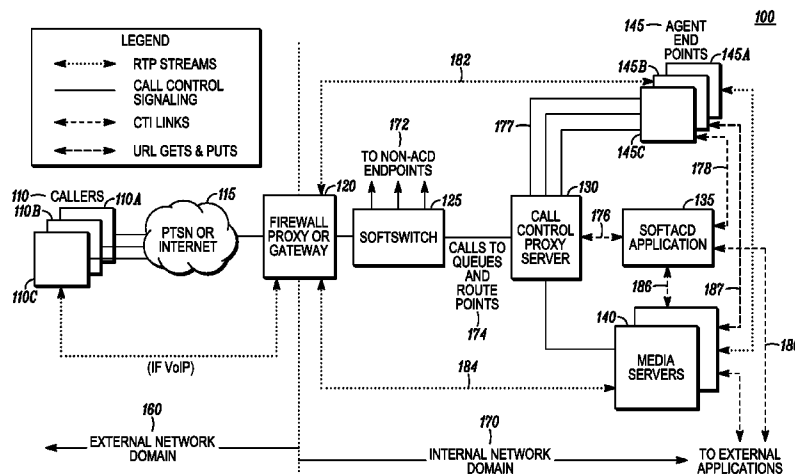 100
LEGEND
RTP STREAMS
CALL CONTROL
SIGNALING
CTI LINKS
URL GETS & PUTS
145
AGENT
END
POINTS
145A
145B
145C
182
177
178
172
TO NON-ACD
ENDPOINTS
110
CALLERS
110A
110B
110C
115
PTSN OR
INTERNET
120
FIREWALL
PROXY OR
GATEWAY
125
SOFTSWITCH
CALLS TO
QUEUES
AND
ROUTE
POINTS
174
130
CALL
CONTROL
PROXY
SERVER
176
135
SOFTACD
APPLICATION
186
187
140
MEDIA
SERVERS
184
(IF VoIP)
160
EXTERNAL NETWORK
DOMAIN
170
INTERNAL NETWORK
DOMAIN
TO EXTERNAL
APPLICATIONS